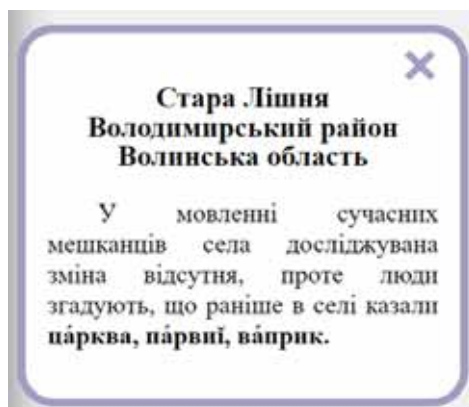 Стара Лішня
Володимирський район
Волинська область
У мовленні сучасних
мешканців села досліджувана
зміна відсутня, проте люди
згадують, що раніше в селі казали
ца́рква, па́рвиї, ва́прик.